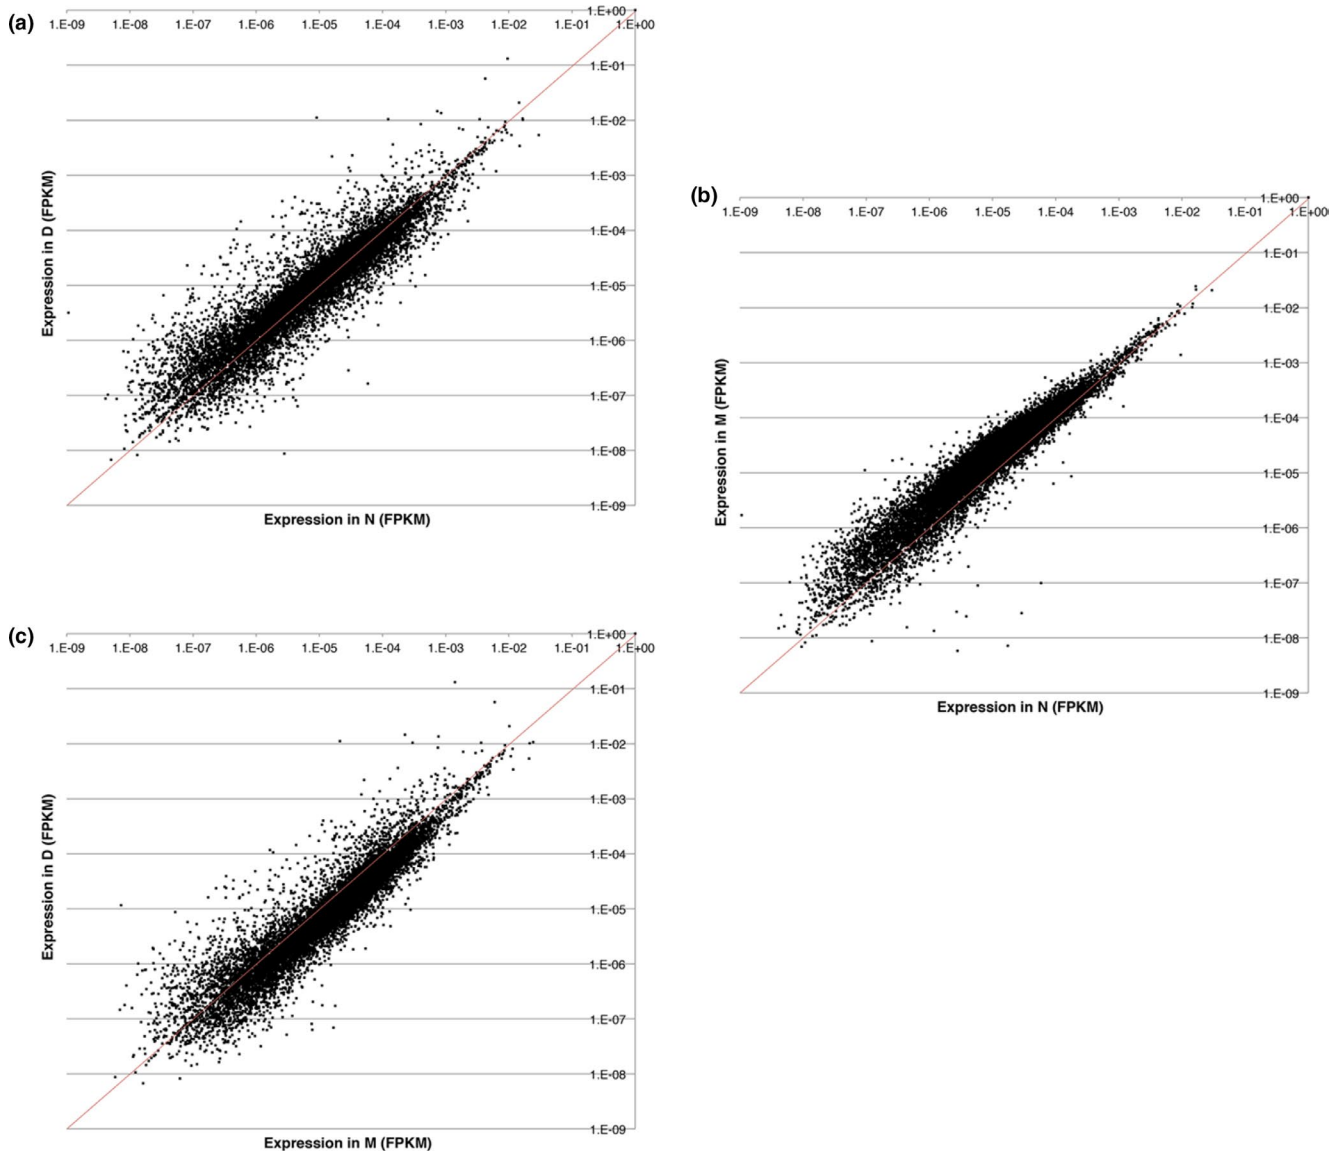 (a)
1.E-09 1.E-08 1.E-07 1.E-06 1.E-05 1.E-04 1.E-03 1.E-02 1.E-01 1.E+00
1.E+00
1.E-01
1.E-02
1.E-03
1.E-04
1.E-05
1.E-06
1.E-07
1.E-08
1.E-09
Expression in D (FPKM)
Expression in N (FPKM)
(b)
1.E-09 1.E-08 1.E-07 1.E-06 1.E-05 1.E-04 1.E-03 1.E-02 1.E-01 1.E+00
1.E+00
1.E-01
1.E-02
1.E-03
1.E-04
1.E-05
1.E-06
1.E-07
1.E-08
1.E-09
Expression in M (FPKM)
Expression in N (FPKM)
(c)
1.E-09 1.E-08 1.E-07 1.E-06 1.E-05 1.E-04 1.E-03 1.E-02 1.E-01 1.E+00
1.E+00
1.E-01
1.E-02
1.E-03
1.E-04
1.E-05
1.E-06
1.E-07
1.E-08
1.E-09
Expression in D (FPKM)
Expression in M (FPKM)